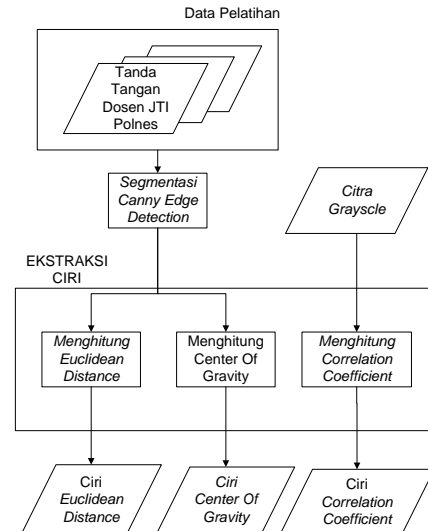 Data Pelatihan
Tanda
Tangan
Dosen JTI
Polnes
Segmentasi
Canny Edge
Detection
Citra
Grayscle
EKSTRAKSI
CIRI
Menghitung
Euclidean
Distance
Menghitung
Center Of
Gravity
Menghitung
Correlation
Coefficient
Ciri
Euclidean
Distance
Ciri
Center Of
Gravity
Ciri
Correlation
Coefficient